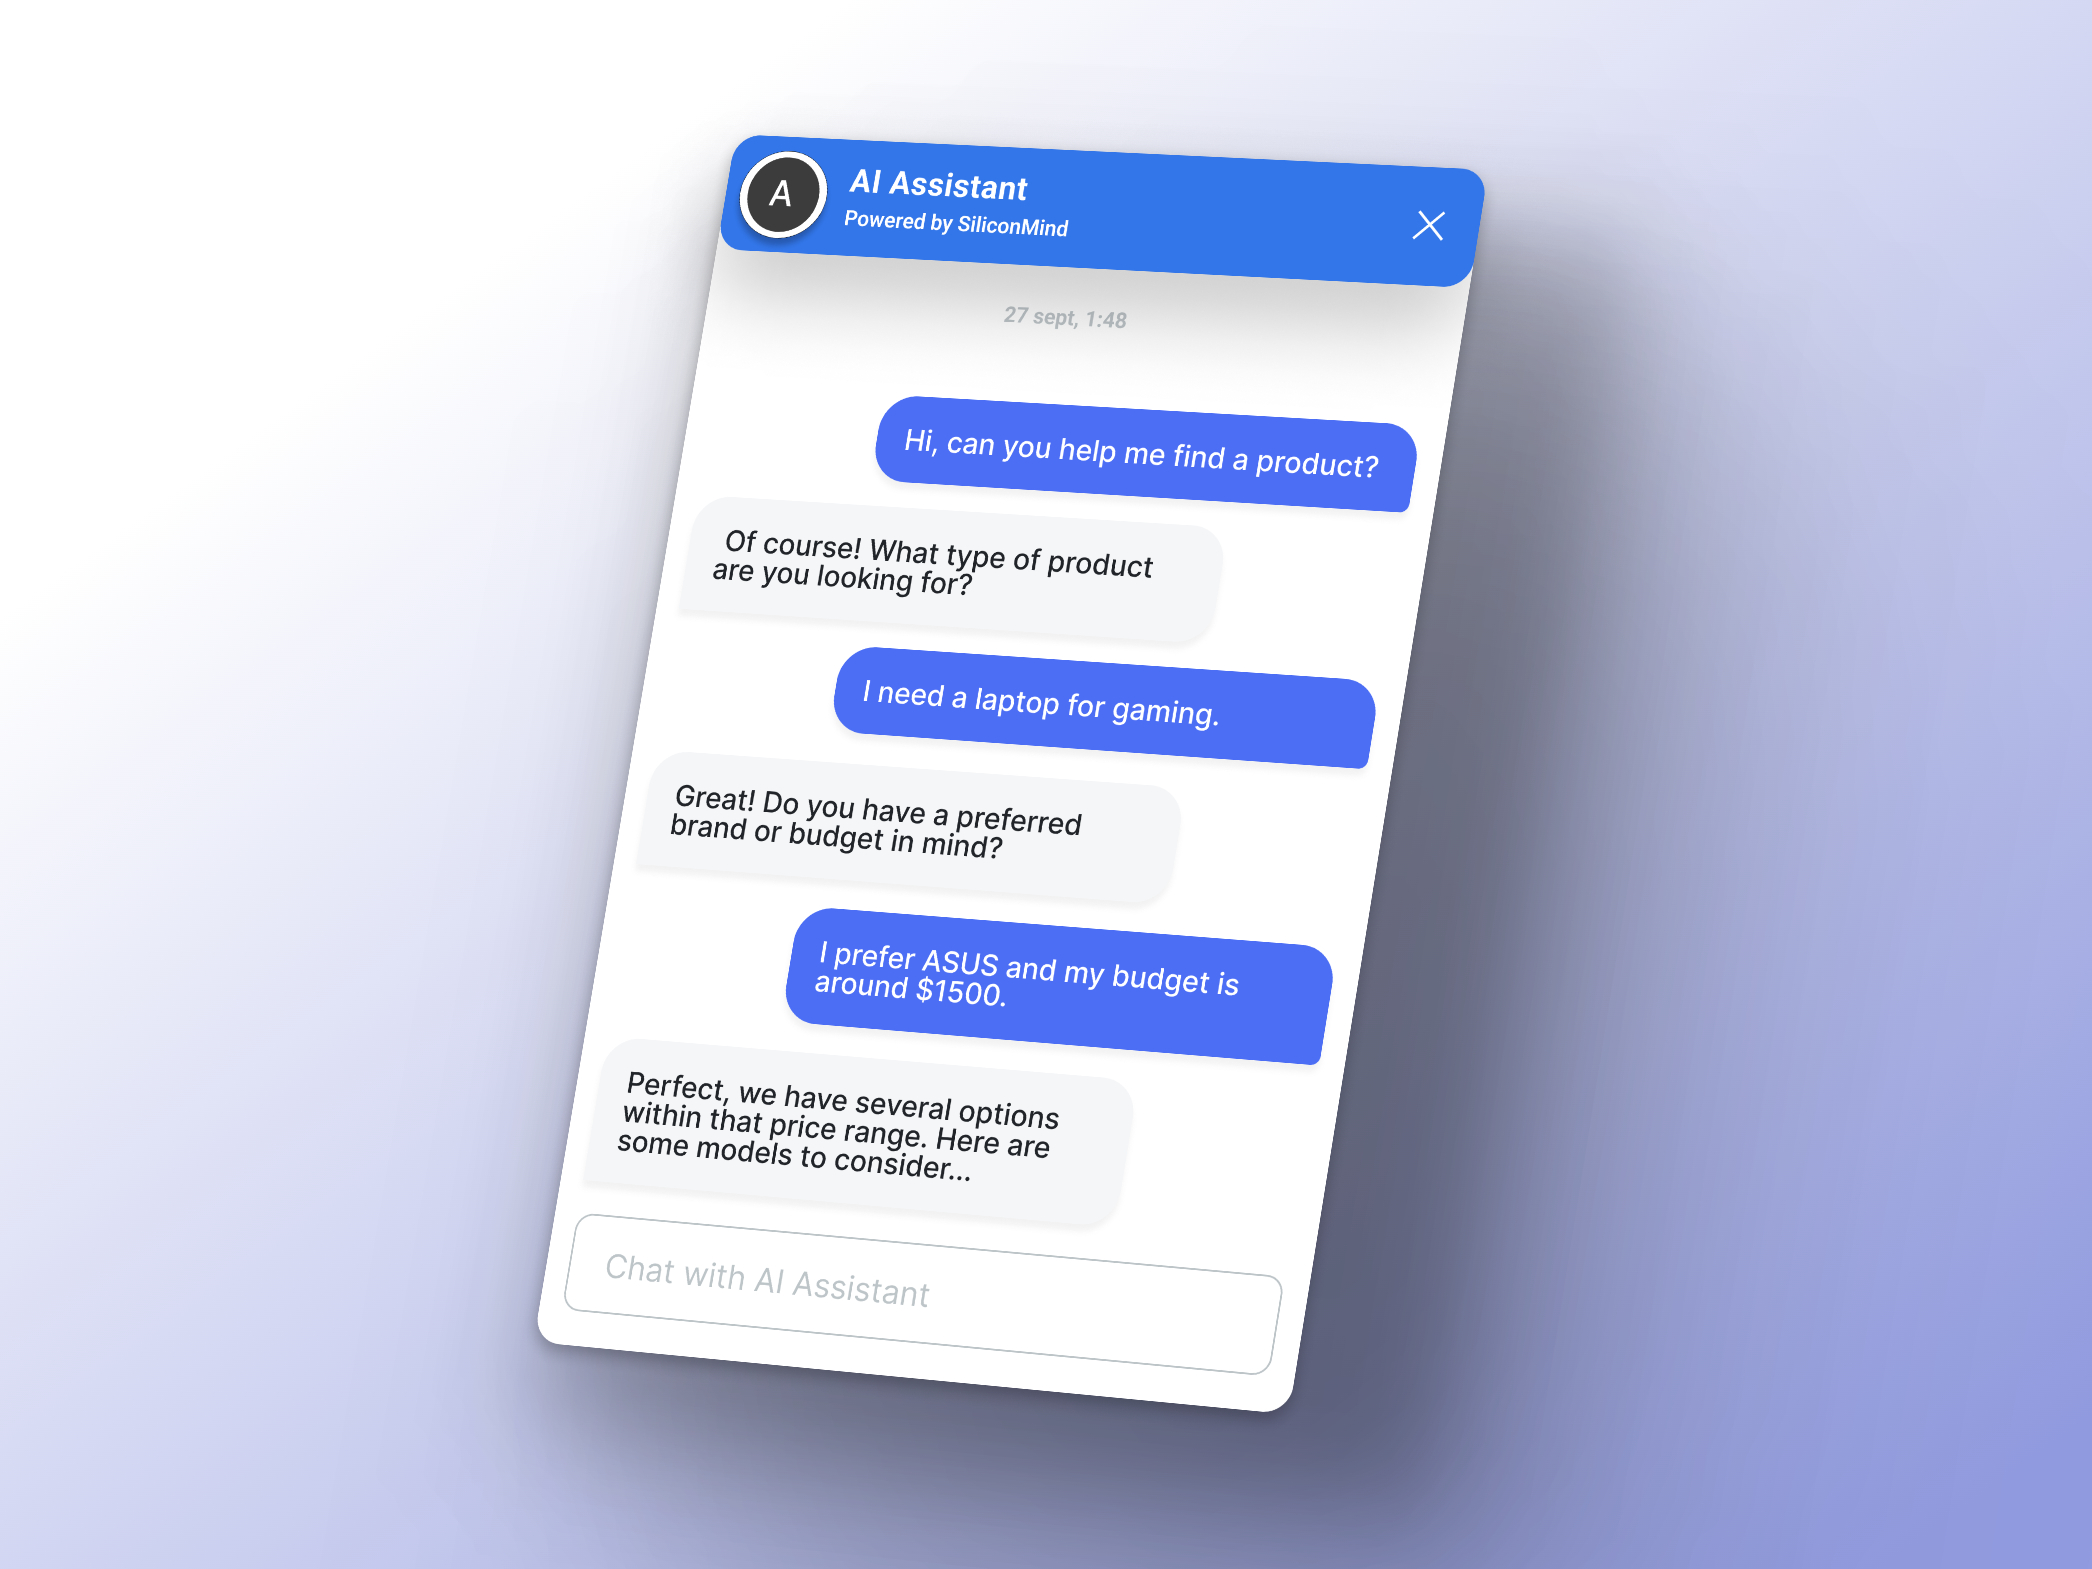 A
AI Assistant
Powered by SiliconMind
27 sept, 1:48
Hi, can you help me find a product?
Of course! What type of product
are you looking for?
I need a laptop for gaming.
Great! Do you have a preferred
brand or budget in mind?
I prefer ASUS and my budget is
around $1500.
Perfect, we have several options
within that price range. Here are
some models to consider...
Chat with AI Assistant